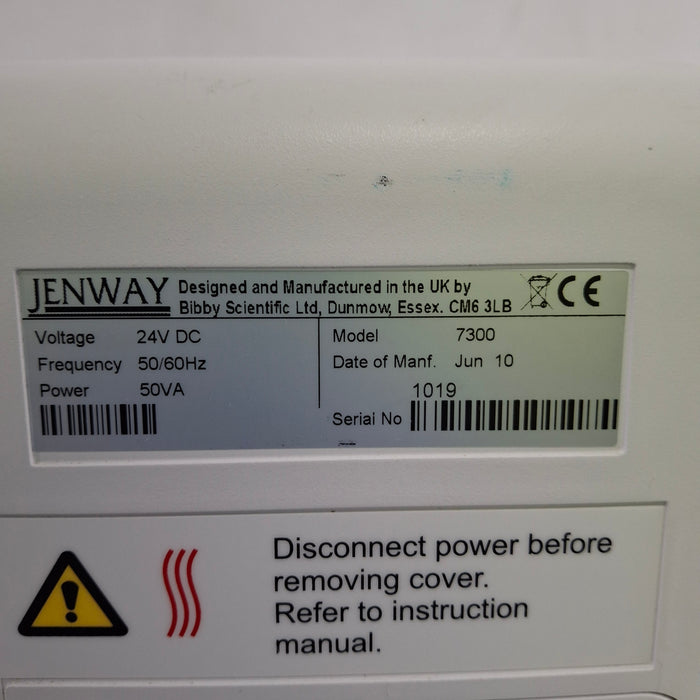 JENWAY Designed and Manufactured in the UK by
Bibby Scientific Ltd, Dunmow, Essex. CM6 3LB
CE
Voltage 24V DC
Frequency 50/60Hz
Power 50VA
Model 7300
Date of Manf. Jun 10
1019
Serial No
Disconnect power before
removing cover.
Refer to instruction
manual.